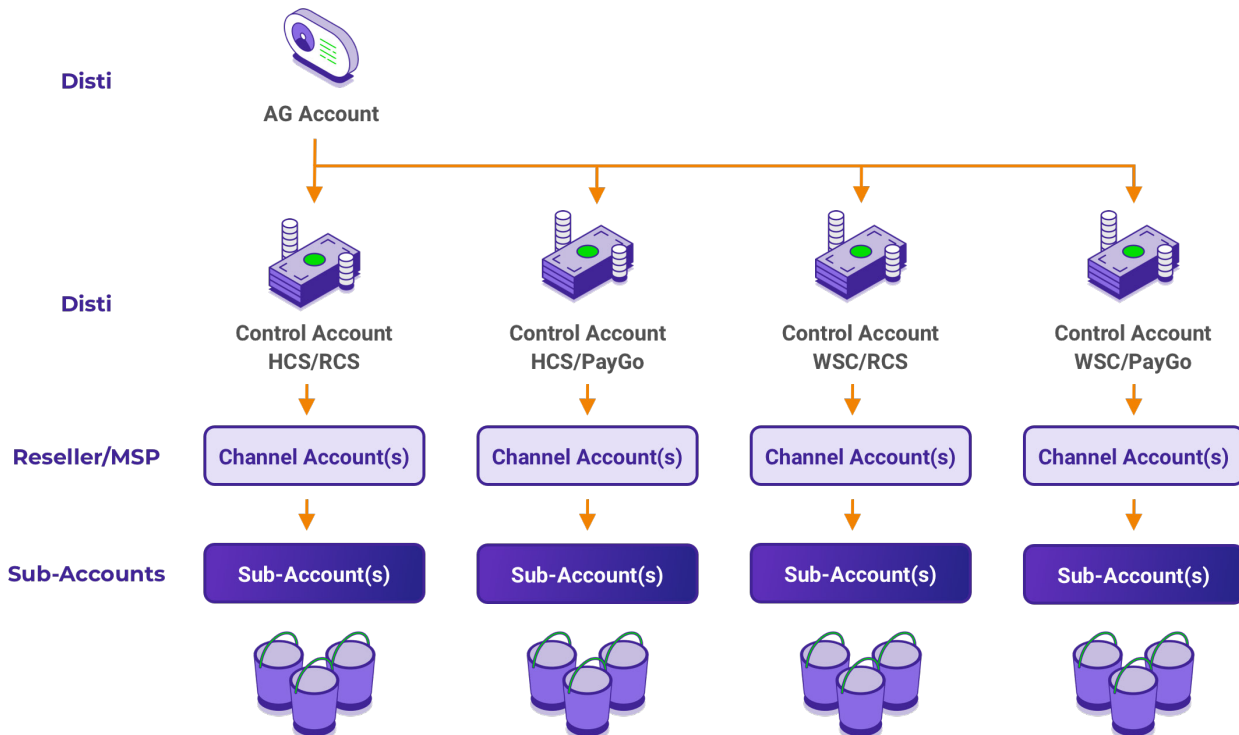 Disti
AG Account
Disti
Control Account
HCS/RCS
Control Account
HCS/PayGo
Control Account
WSC/RCS
Control Account
WSC/PayGo
Reseller/MSP
Channel Account(s)
Channel Account(s)
Channel Account(s)
Channel Account(s)
Sub-Accounts
Sub-Account(s)
Sub-Account(s)
Sub-Account(s)
Sub-Account(s)